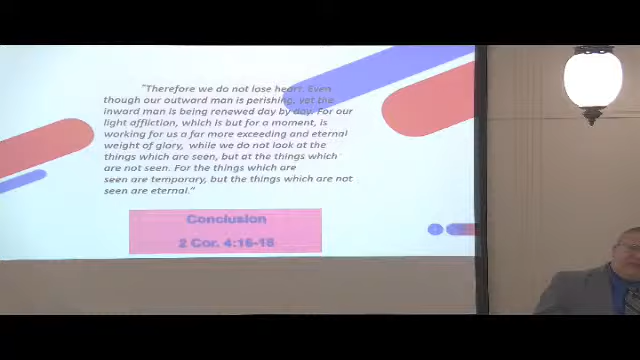 "Therefore we do not lose heart. Even
though our outward man is perishing, yet the
inward man is being renewed day by day. For our
light affliction, which is but for a moment, is
working for us a far more exceeding and eternal
weight of glory, while we do not look at the
things which are seen, but at the things which
are not seen. For the things which are
seen are temporary, but the things which are not
seen are eternal."
Conclusion
2 Cor. 4:16-18